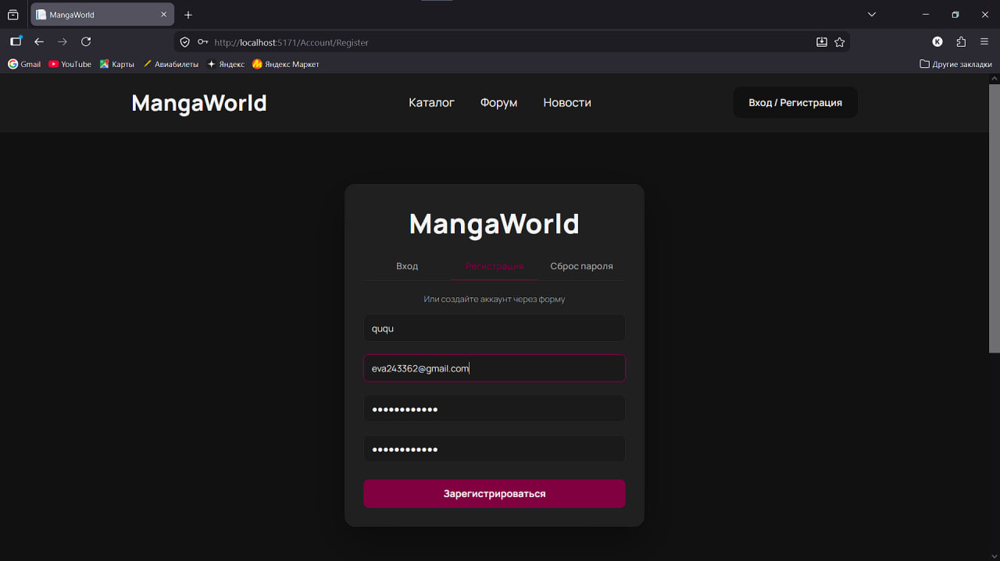 MangaWorld
http://localhost:5171/Account/Register
Gmail YouTube Карты Авиабилеты Яндекс Яндекс Маркет Другие закладки
MangaWorld Каталог Форум Новости Вход / Регистрация
MangaWorld
Вход Регистрация Сброс пароля
Или создайте аккаунт через форму
ququ
eva243362@gmail.com
••••••••••••
••••••••••••
Зарегистрироваться